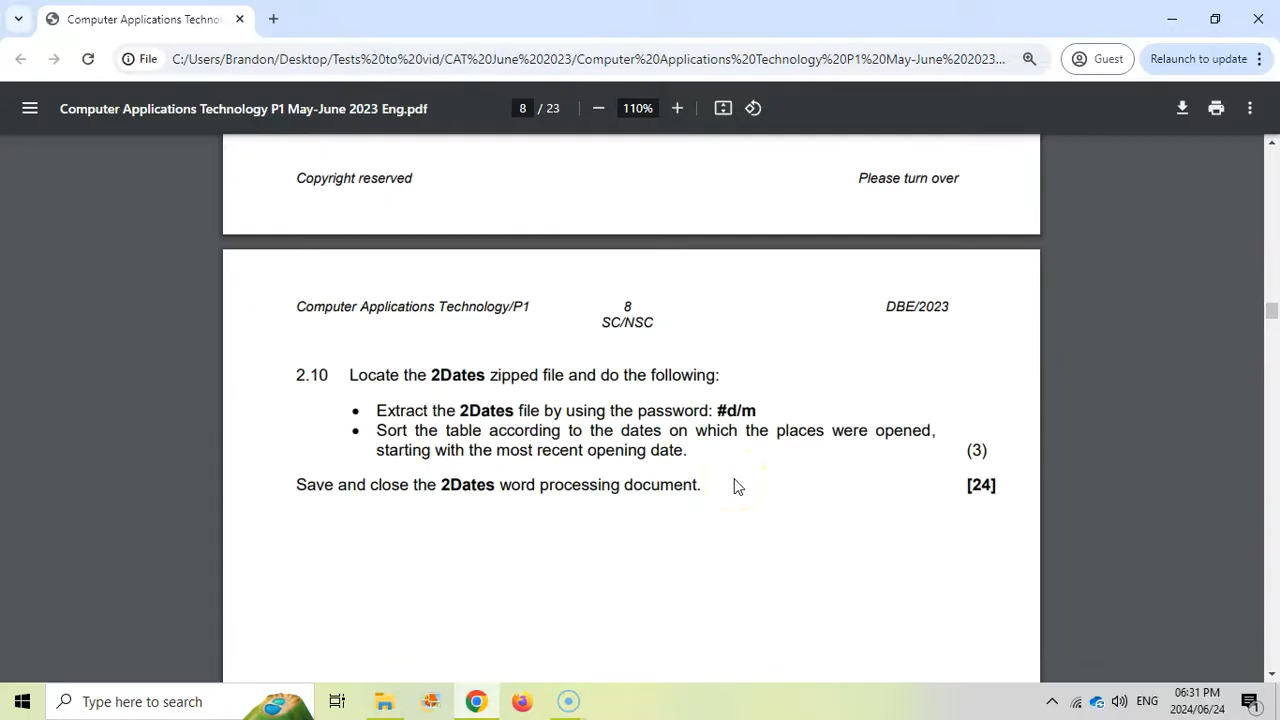 Computer Applications Techno
File
C:/Users/Brandon/Desktop/Tests%20to%20vid/CAT%20June%202023/Computer%20Applications%20Technology%20P1%20May-June%202023...
Guest
Relaunch to update
Computer Applications Technology P1 May-June 2023 Eng.pdf
8 / 23
110%
Copyright reserved
Please turn over
Computer Applications Technology/P1
8
DBE/2023
SC/NSC
2.10 Locate the 2Dates zipped file and do the following:
• Extract the 2Dates file by using the password: #d/m
• Sort the table according to the dates on which the places were opened,
starting with the most recent opening date. (3)
Save and close the 2Dates word processing document. [24]
Type here to search
ENG
06:31 PM
2024/06/24
1